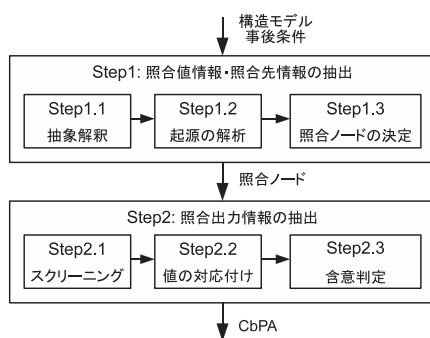 構造モデル
事後条件
Step1: 照合値情報・照合先情報の抽出
Step1.1
抽象解釈
Step1.2
起源の解析
Step1.3
照合ノードの決定
照合ノード
Step2: 照合出力情報の抽出
Step2.1
スクリーニング
Step2.2
値の対応付け
Step2.3
含意判定
CbPA